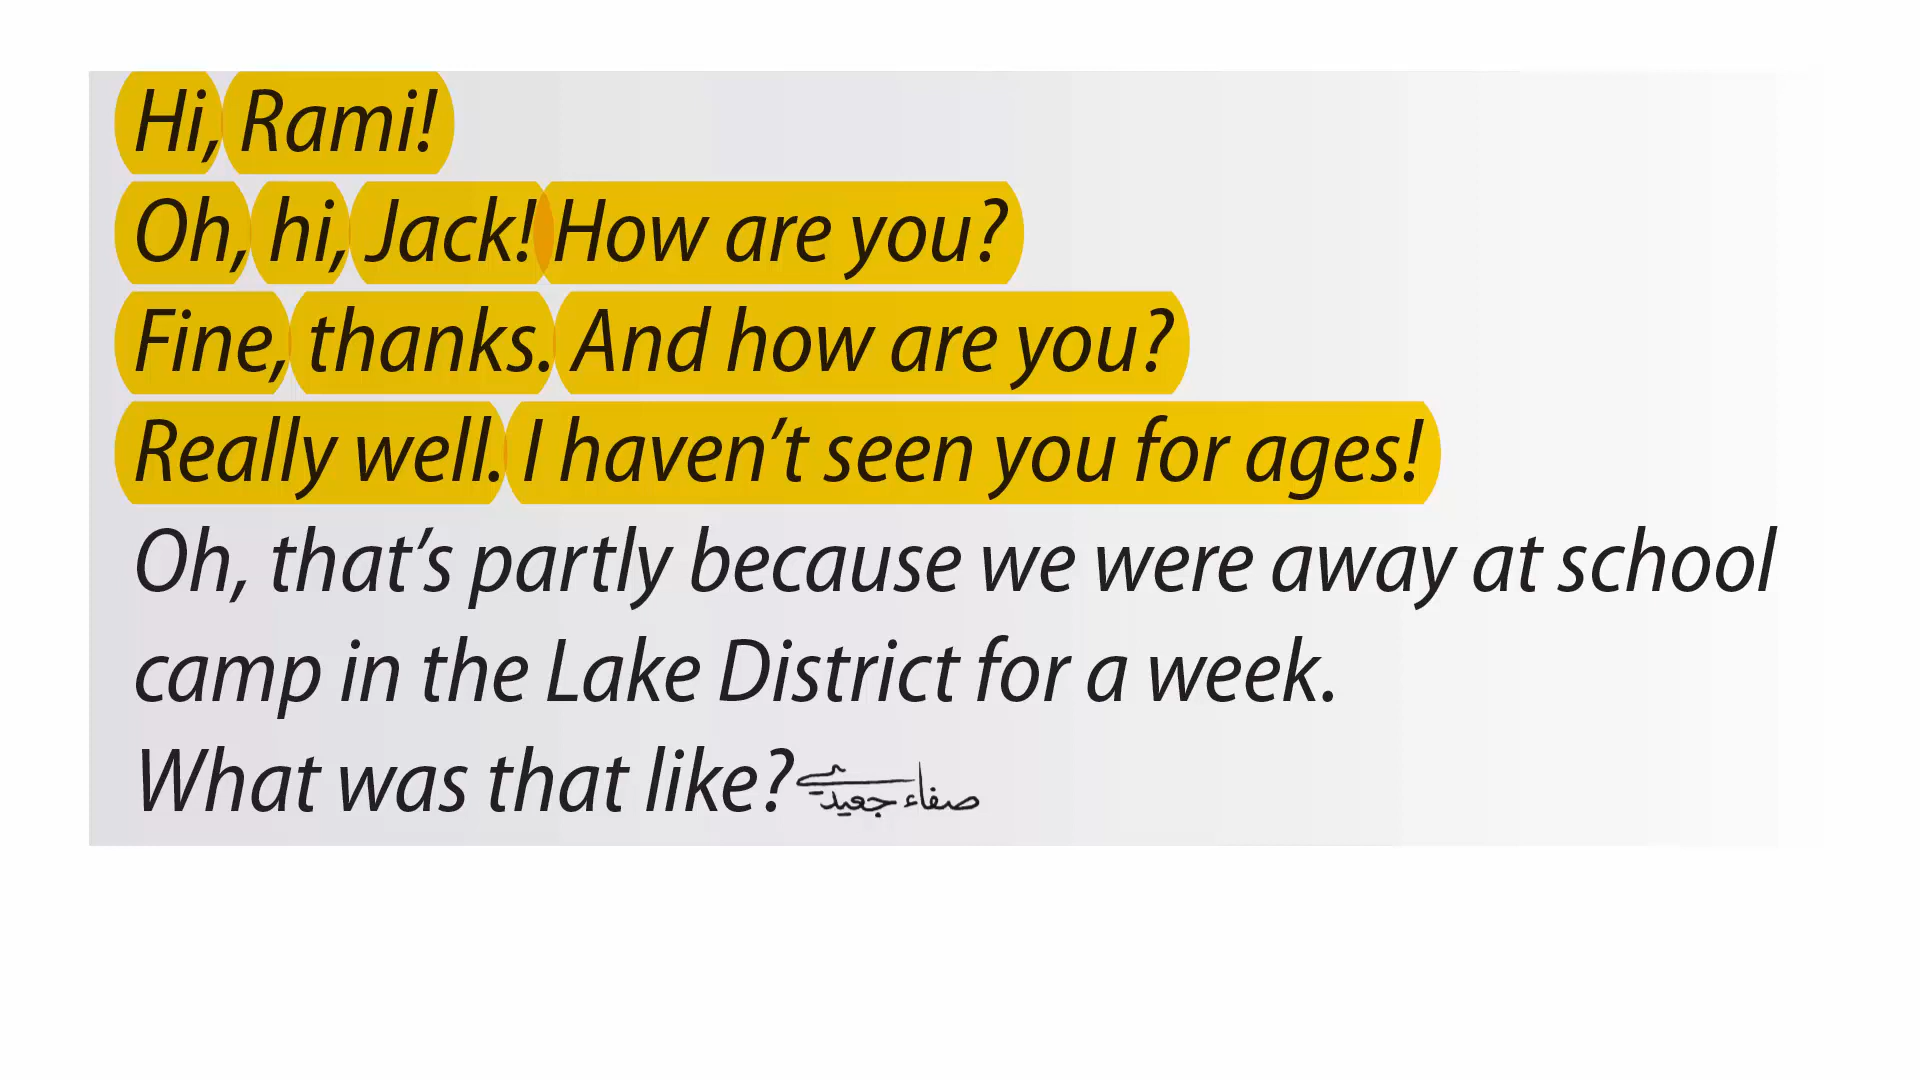 Hi, Rami!
Oh, hi, Jack! How are you?
Fine, thanks. And how are you?
Really well. I haven’t seen you for ages!
Oh, that’s partly because we were away at school
camp in the Lake District for a week.
What was that like?
صفاء جعيدي